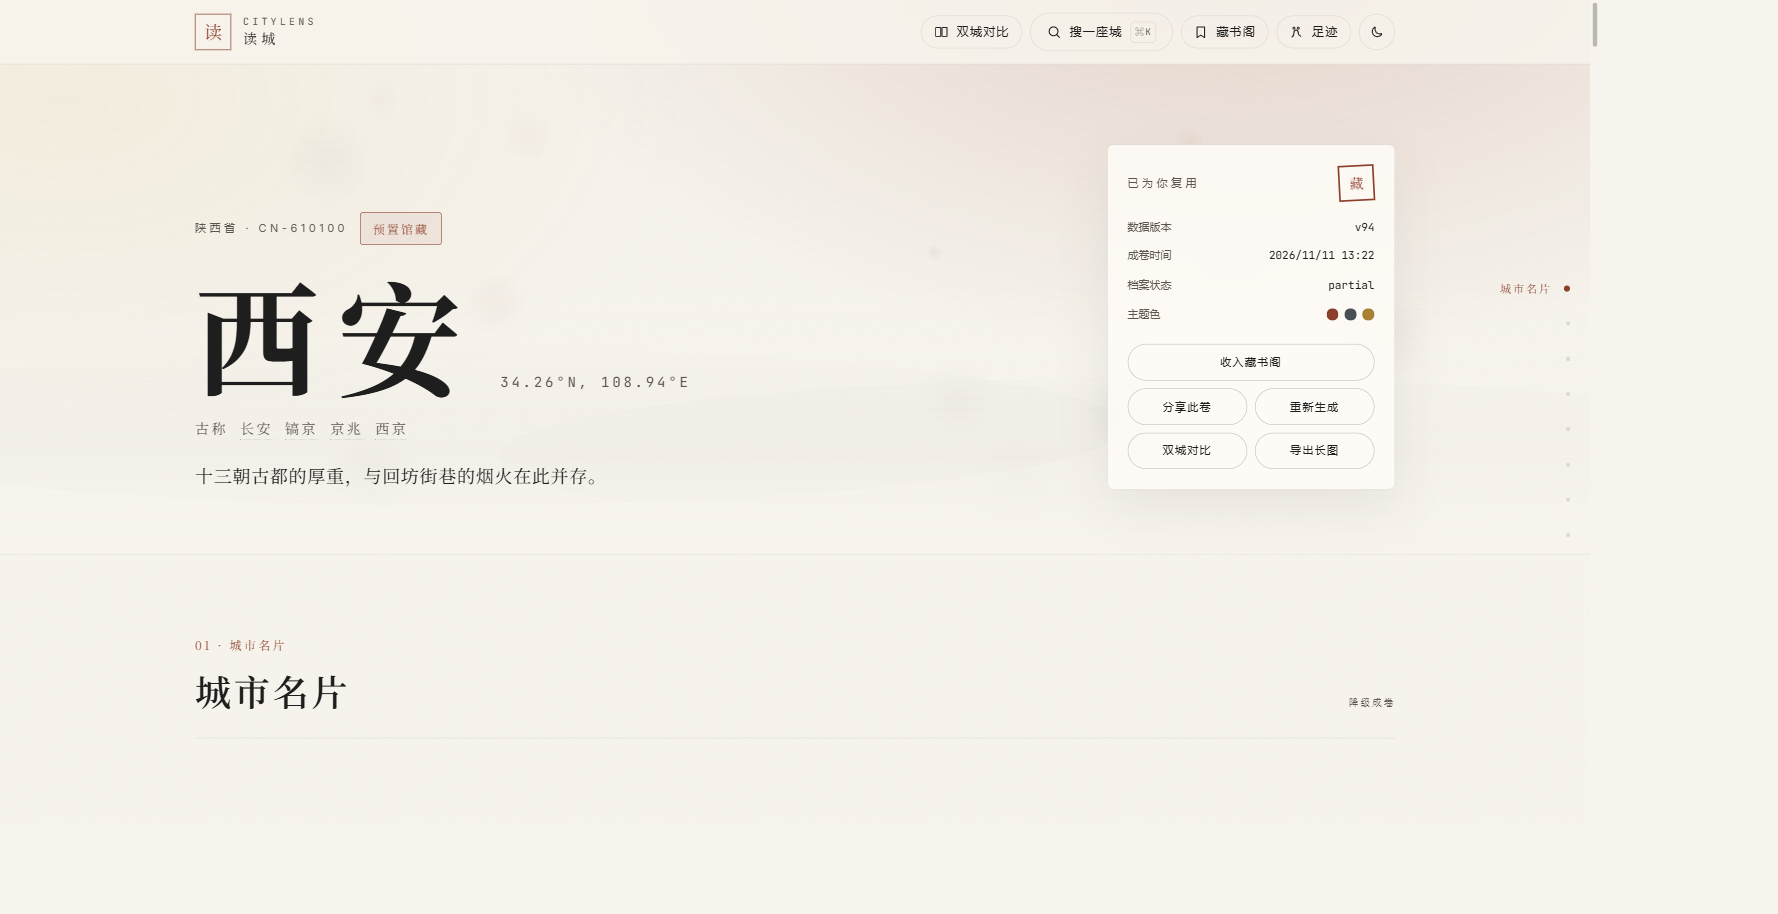 读
CITYLENS
读城
双城对比
搜一座城 ⌘K
藏书阁
足迹
陕西省 · CN-610100
预置馆藏
西安
34.26°N, 108.94°E
古称 长安 镐京 京兆 西京
十三朝古都的厚重，与回坊街巷的烟火在此并存。
已为你复用
藏
数据版本 v94
成卷时间 2026/11/11 13:22
档案状态 partial
主题色
收入藏书阁
分享此卷 重新生成
双城对比 导出长图
城市名片
01 · 城市名片
城市名片
降级成卷